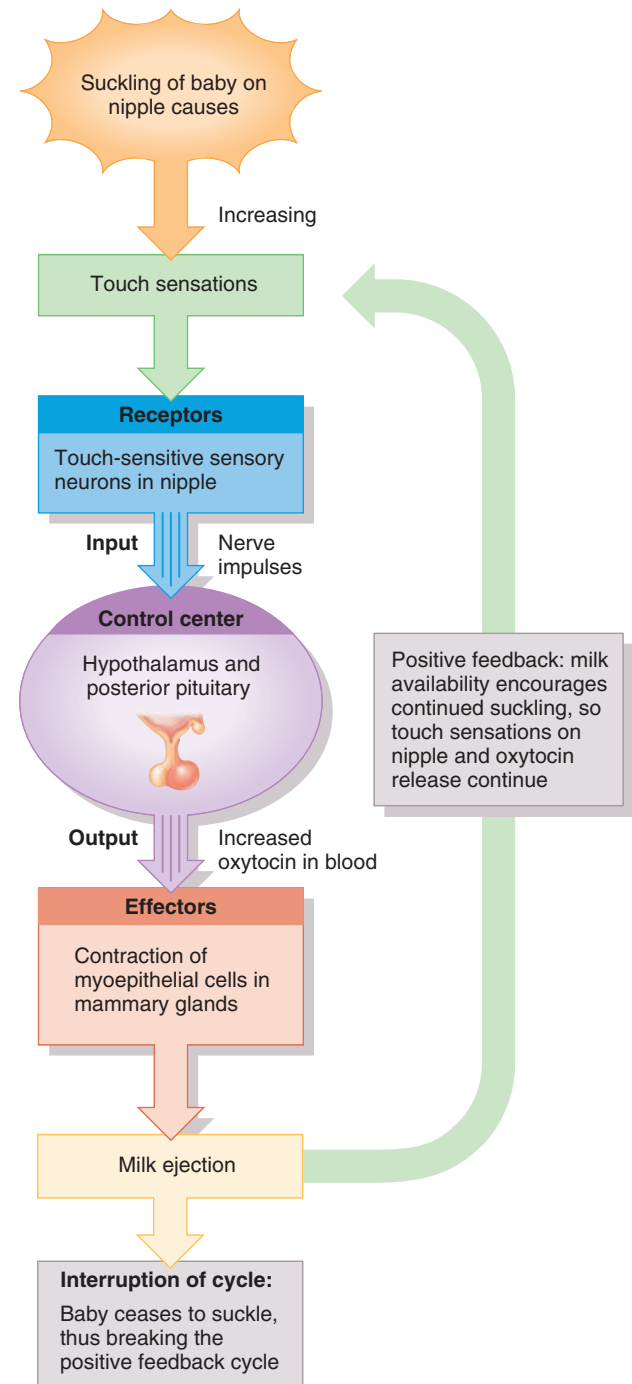 Suckling of baby on
nipple causes
Increasing
Touch sensations
Receptors
Touch-sensitive sensory
neurons in nipple
Input
Nerve
impulses
Control center
Hypothalamus and
posterior pituitary
Positive feedback: milk
availability encourages
continued suckling, so
touch sensations on
nipple and oxytocin
release continue
Output
Increased
oxytocin in blood
Effectors
Contraction of
myoepithelial cells in
mammary glands
Milk ejection
Interruption of cycle:
Baby ceases to suckle,
thus breaking the
positive feedback cycle